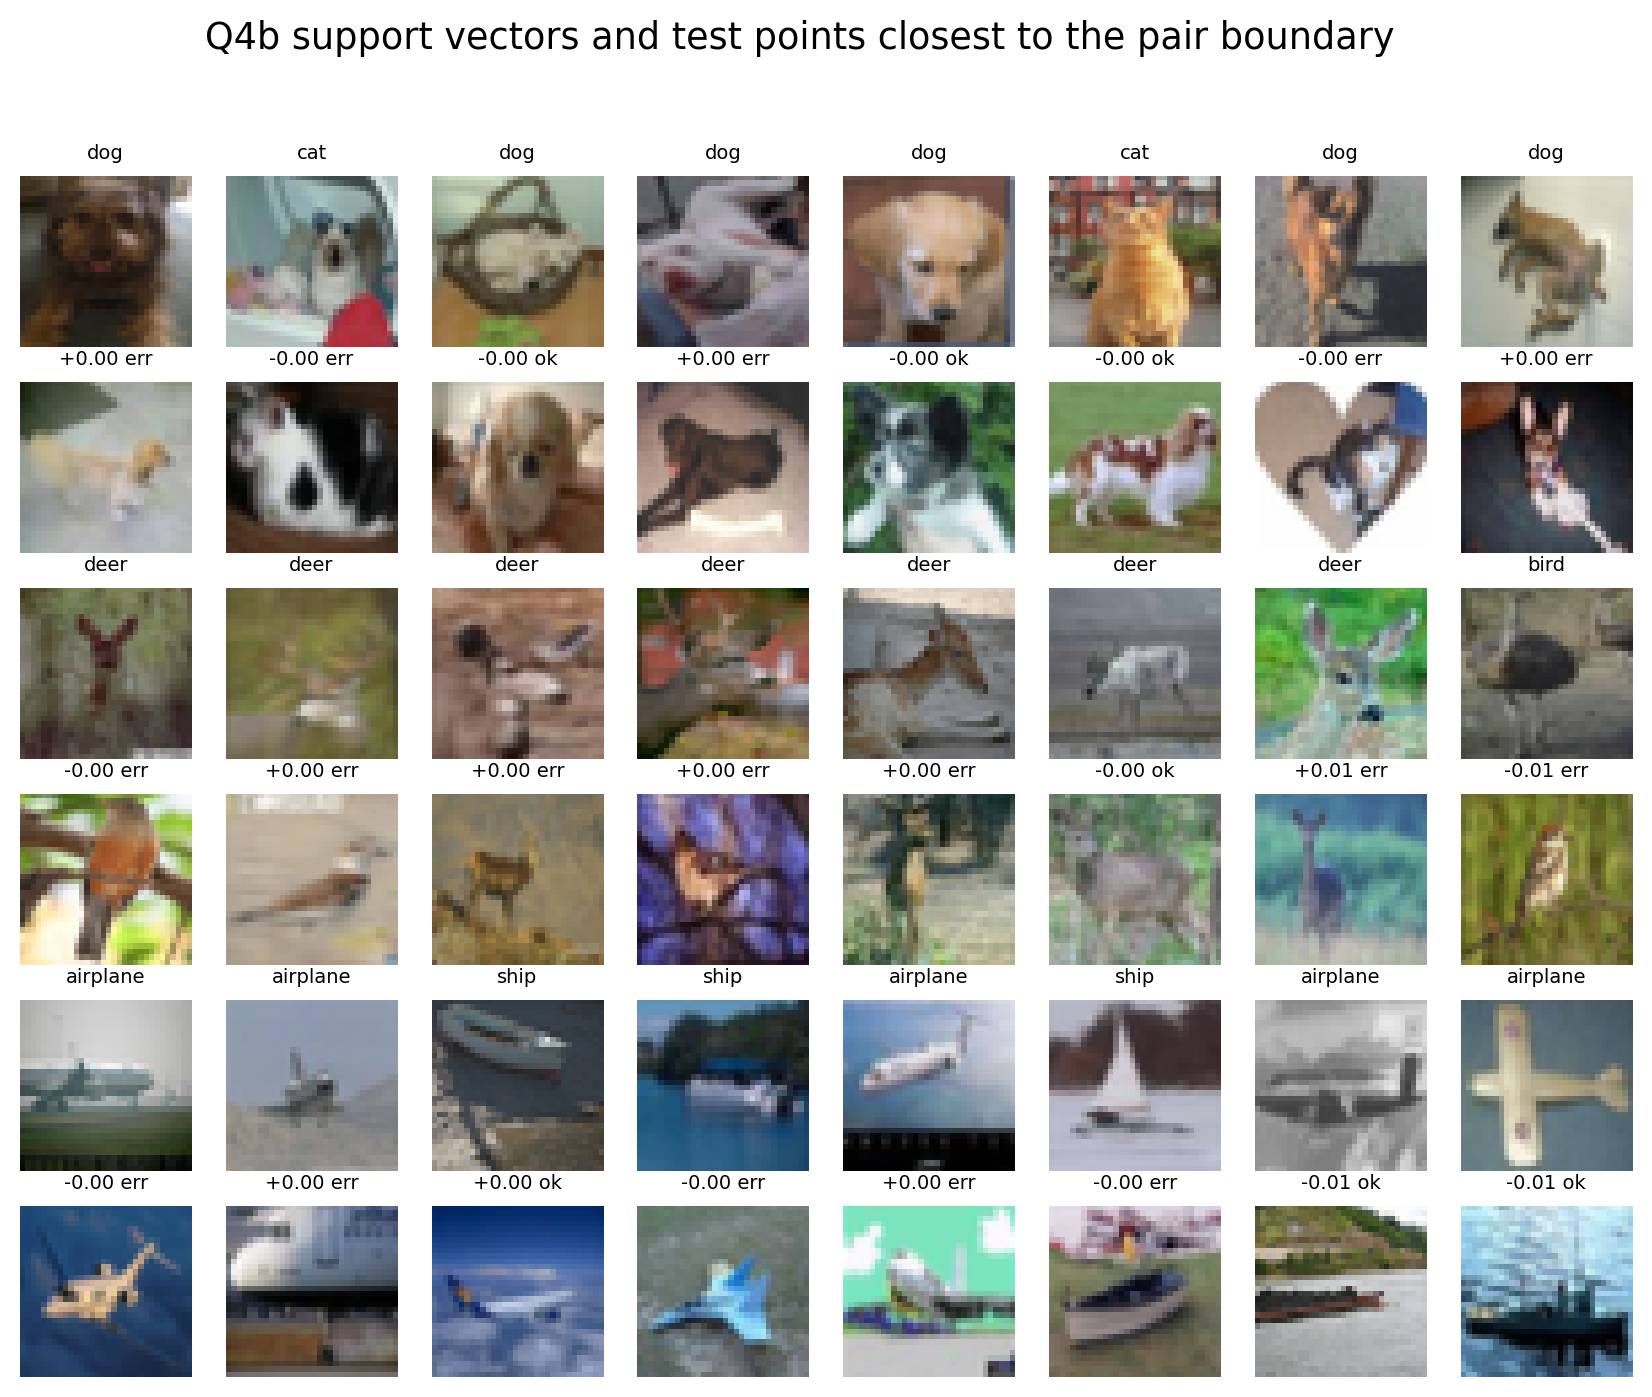 Q4b support vectors and test points closest to the pair boundary
dog cat dog dog dog cat dog dog
+0.00 err -0.00 err -0.00 ok +0.00 err -0.00 ok -0.00 ok -0.00 err +0.00 err
deer deer deer deer deer deer deer bird
-0.00 err +0.00 err +0.00 err +0.00 err +0.00 err -0.00 ok +0.01 err -0.01 err
airplane airplane ship ship airplane ship airplane airplane
-0.00 err +0.00 err +0.00 ok -0.00 err +0.00 err -0.00 err -0.01 ok -0.01 ok